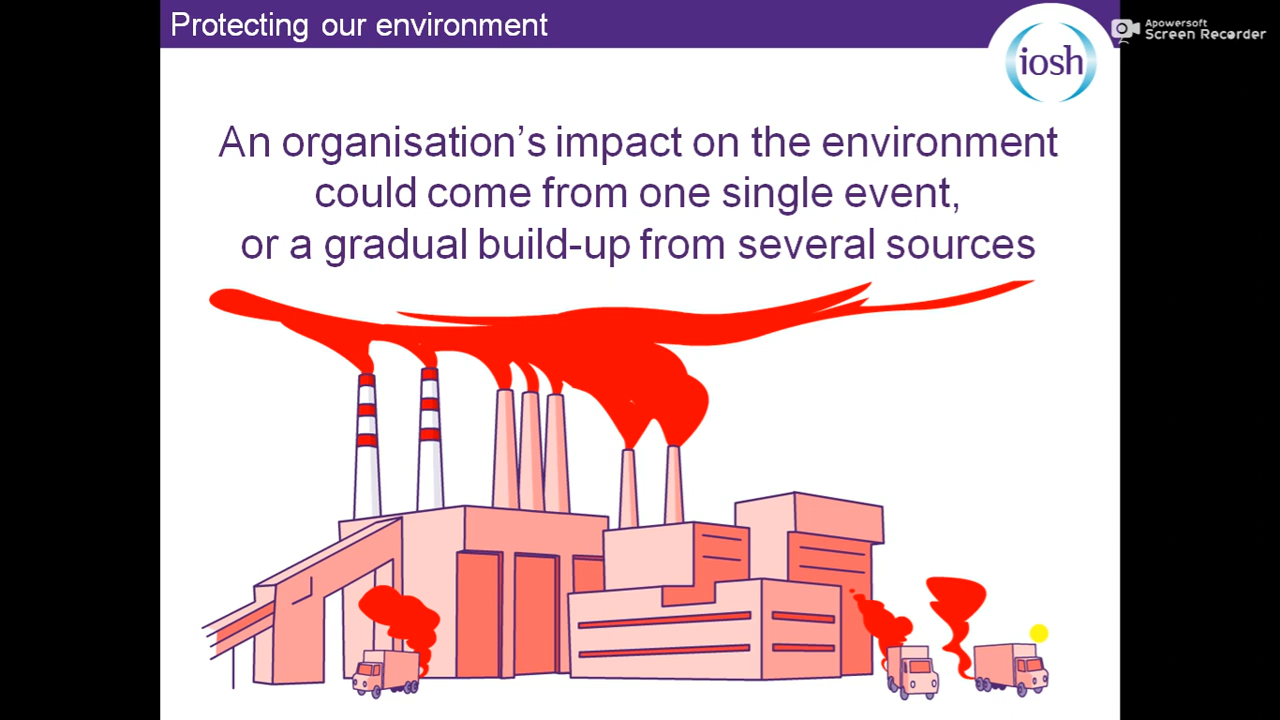 Protecting our environment
Apowersoft
Screen Recorder
iosh
An organisation’s impact on the environment
could come from one single event,
or a gradual build-up from several sources